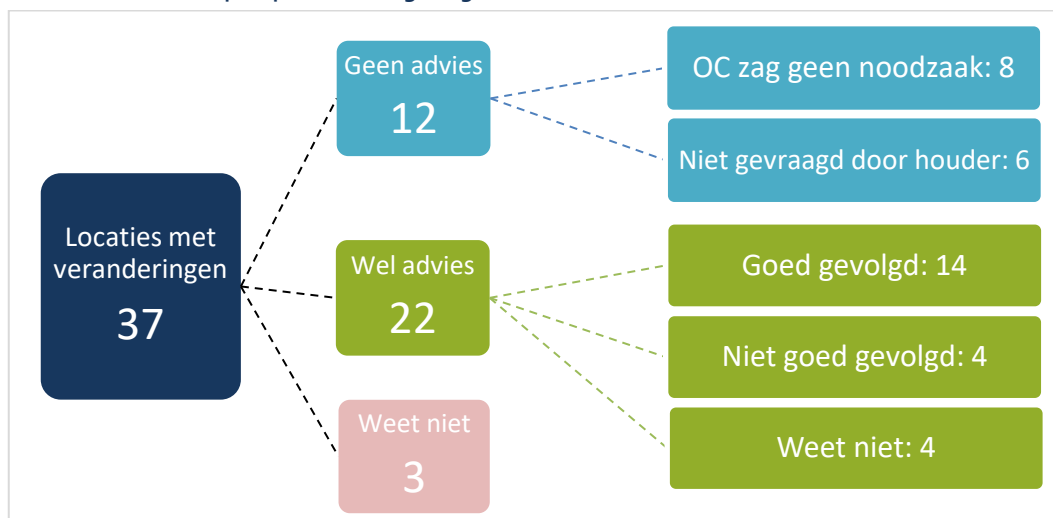 Geen advies
12
OC zag geen noodzaak: 8
Niet gevraagd door houder: 6
Locaties met
veranderingen
37
Wel advies
22
Goed gevolgd: 14
Niet goed gevolgd: 4
Weet niet: 4
Weet niet
3